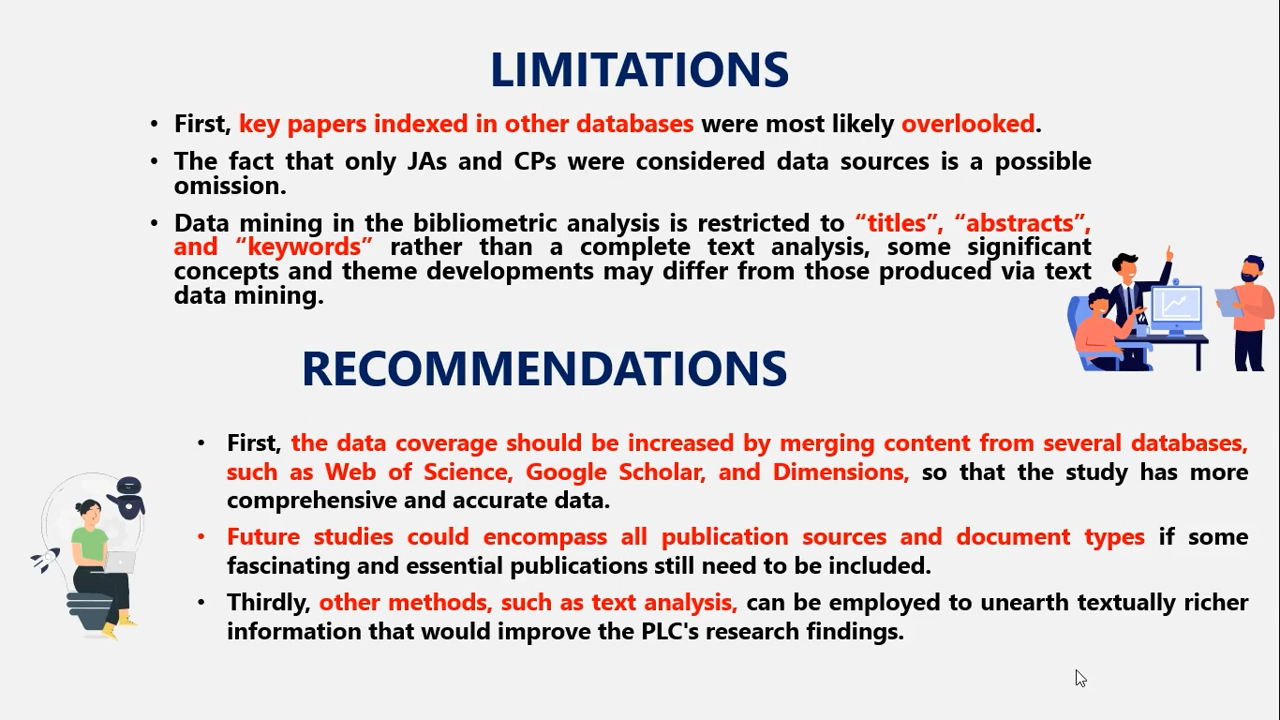 LIMITATIONS
• First, key papers indexed in other databases were most likely overlooked.
• The fact that only JAs and CPs were considered data sources is a possible
omission.
• Data mining in the bibliometric analysis is restricted to “titles”, “abstracts”,
and “keywords” rather than a complete text analysis, some significant
concepts and theme developments may differ from those produced via text
data mining.
RECOMMENDATIONS
• First, the data coverage should be increased by merging content from several databases,
such as Web of Science, Google Scholar, and Dimensions, so that the study has more
comprehensive and accurate data.
• Future studies could encompass all publication sources and document types if some
fascinating and essential publications still need to be included.
• Thirdly, other methods, such as text analysis, can be employed to unearth textually richer
information that would improve the PLC's research findings.